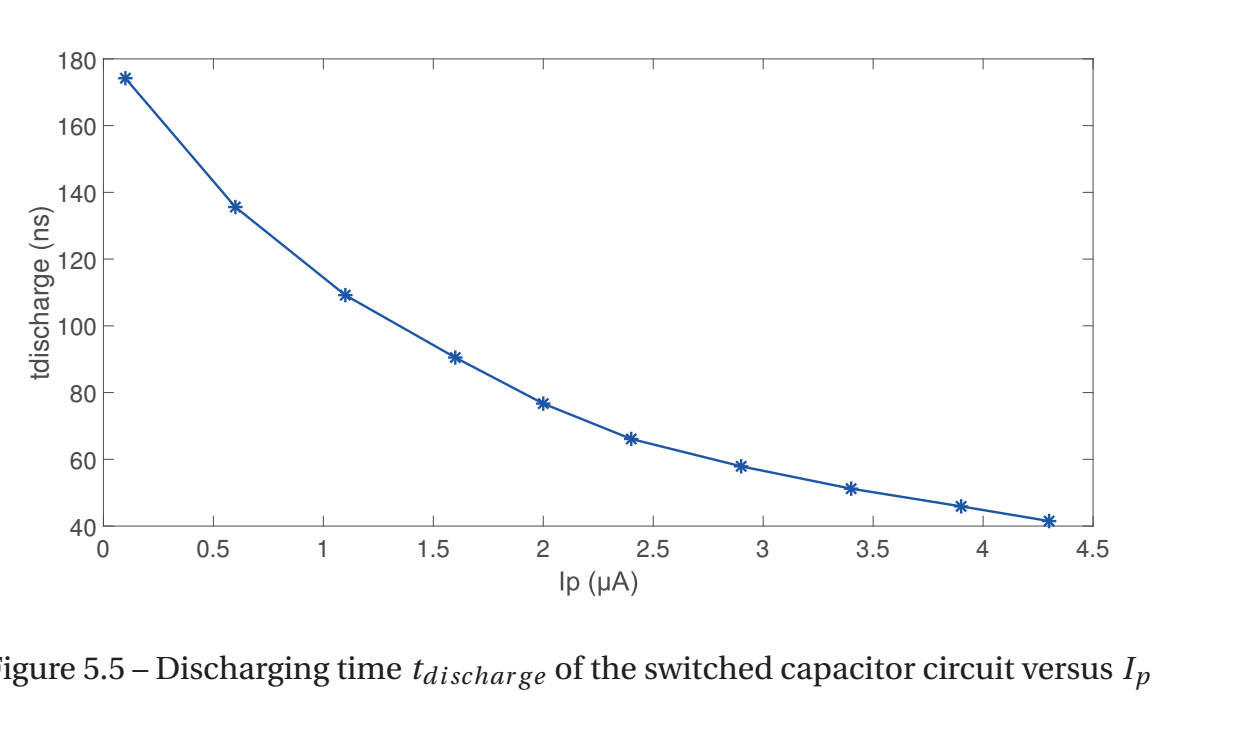 180
160
140
120
100
80
60
40
tdischarge (ns)
0 0.5 1 1.5 2 2.5 3 3.5 4 4.5
Ip (µA)
igure 5.5 – Discharging time tdischarge of the switched capacitor circuit versus Ip